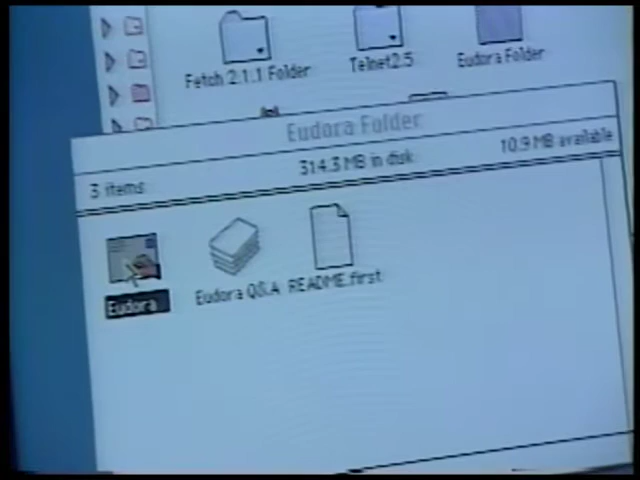 Fetch 2.1.1 Folder
Telnet2.5
Eudora Folder
Eudora Folder
3 items
314.3 MB in disk
10.9 MB available
Eudora
Eudora Q&A
README.first